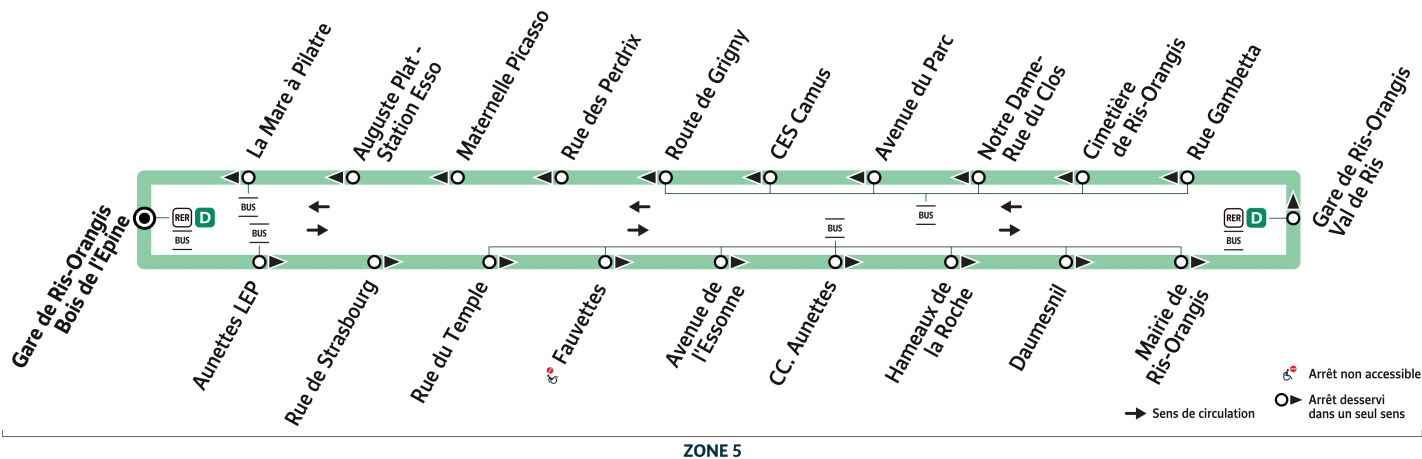 La Mare à Pilatre
Auguste Plat -
Station Esso
Maternelle Picasso
Rue des Perdrix
Route de Grigny
CES Camus
Avenue du Parc
Notre Dame-
Rue du Clos
Cimetière
de Ris-Orangis
Rue Gambetta
Gare de Ris-Orangis
Val de Ris
Gare de Ris-Orangis
Bois de l'Epine
RER D
BUS
BUS
BUS
BUS
BUS
RER D
BUS
Aunettes LEP
Rue de Strasbourg
Rue du Temple
Fauvettes
Avenue de
l'Essonne
CC. Aunettes
Hameaux de
la Roche
Daumesnil
Mairie de
Ris-Orangis
Arrêt non accessible
Arrêt desservi
dans un seul sens
Sens de circulation
ZONE 5